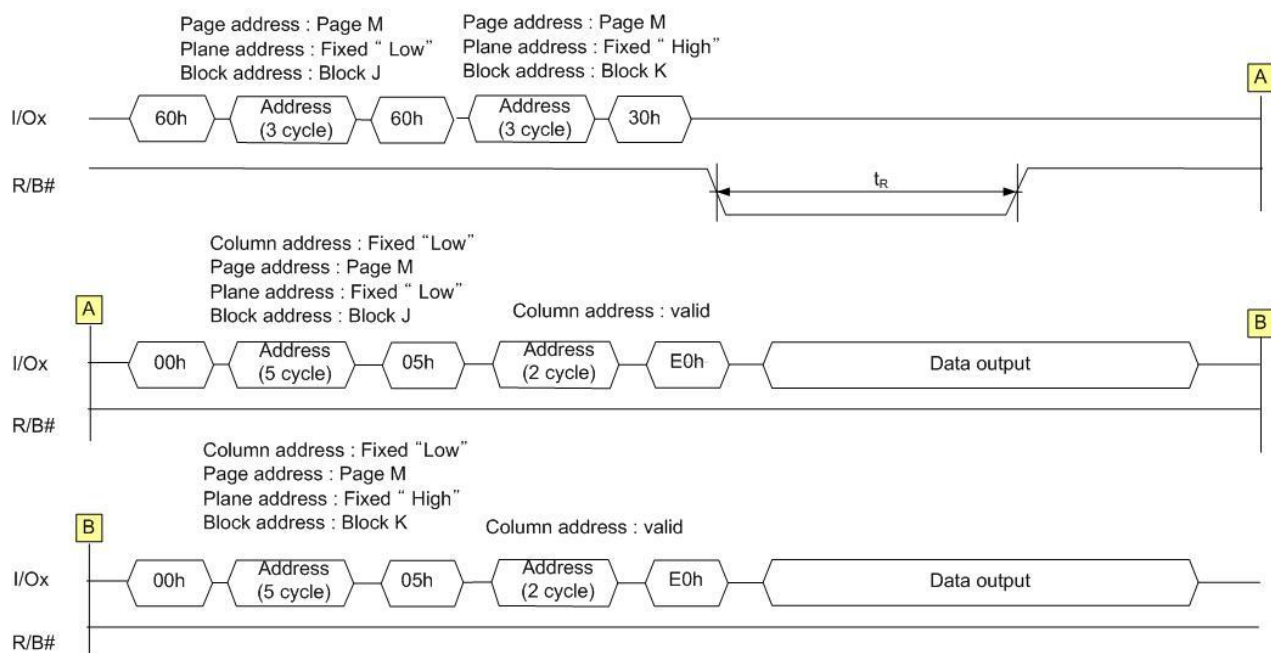 Page address : Page M
Plane address : Fixed “ Low”
Block address : Block J
Page address : Page M
Plane address : Fixed “ High”
Block address : Block K
A
I/Ox 60h Address (3 cycle) 60h Address (3 cycle) 30h
R/B# tR
Column address : Fixed “Low”
Page address : Page M
Plane address : Fixed “ Low”
Block address : Block J
Column address : valid
A B
I/Ox 00h Address (5 cycle) 05h Address (2 cycle) E0h Data output
R/B#
Column address : Fixed “Low”
Page address : Page M
Plane address : Fixed “ High”
Block address : Block K
Column address : valid
B
I/Ox 00h Address (5 cycle) 05h Address (2 cycle) E0h Data output
R/B#